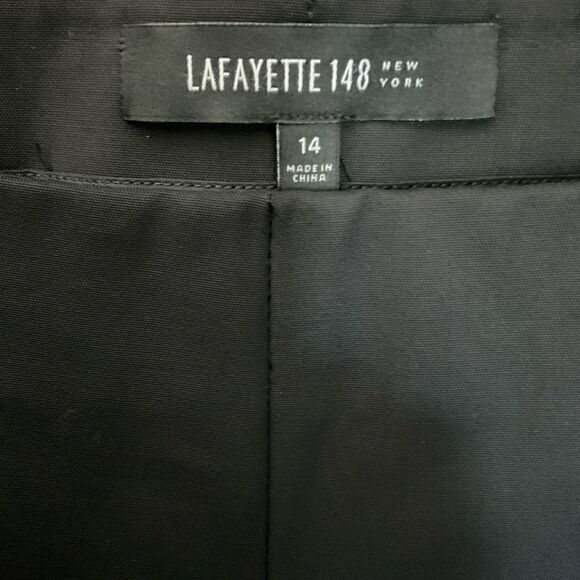 LAFAYETTE 148 NEW YORK
14
MADE IN
CHINA